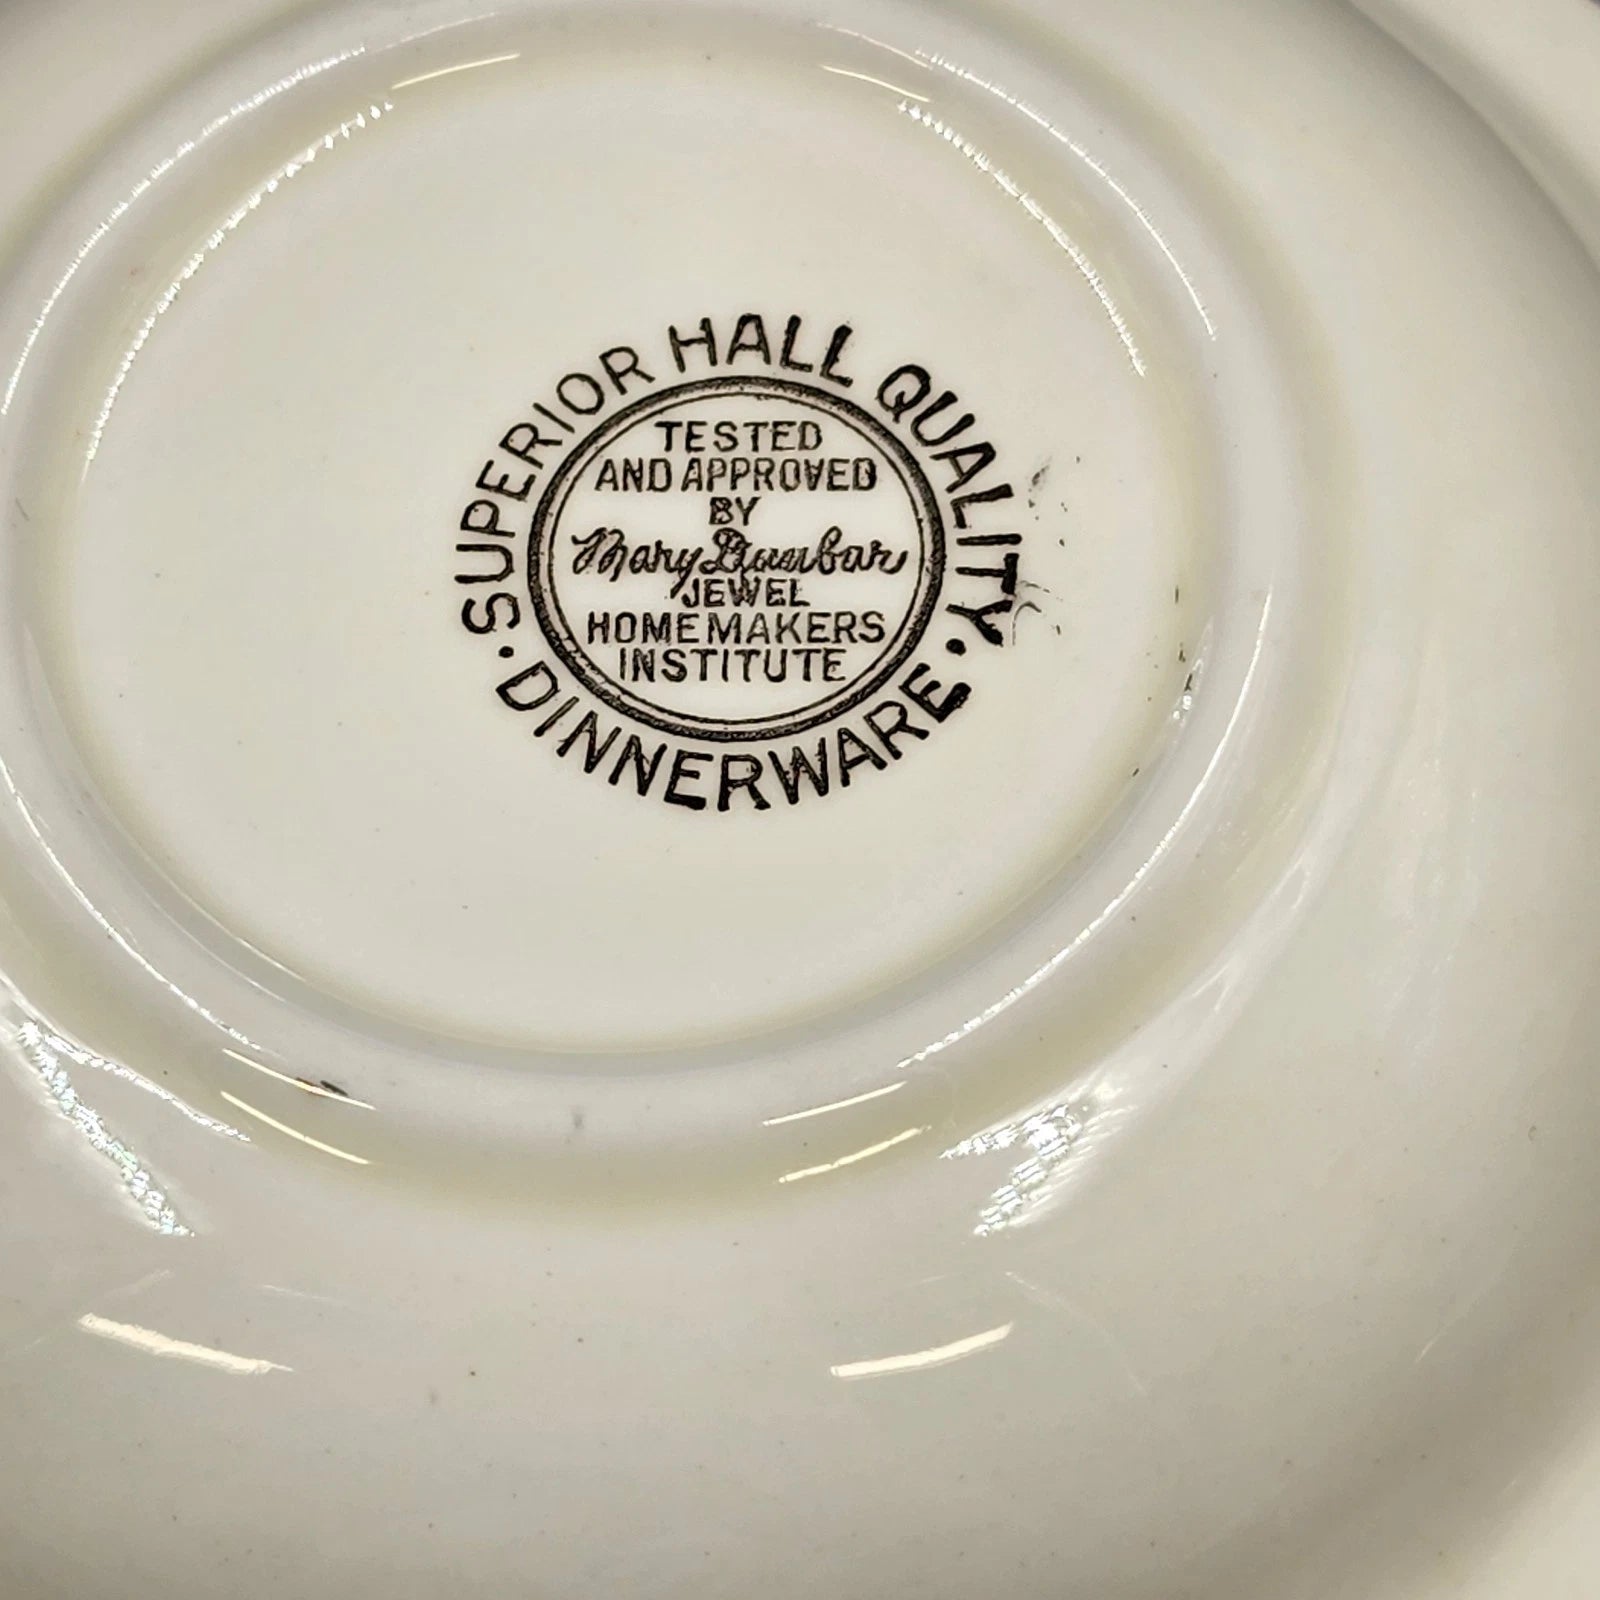 SUPERIOR HALL QUALITY
· DINNERWARE ·
TESTED
AND APPROVED
BY
Mary Dunbar
JEWEL
HOMEMAKERS
INSTITUTE